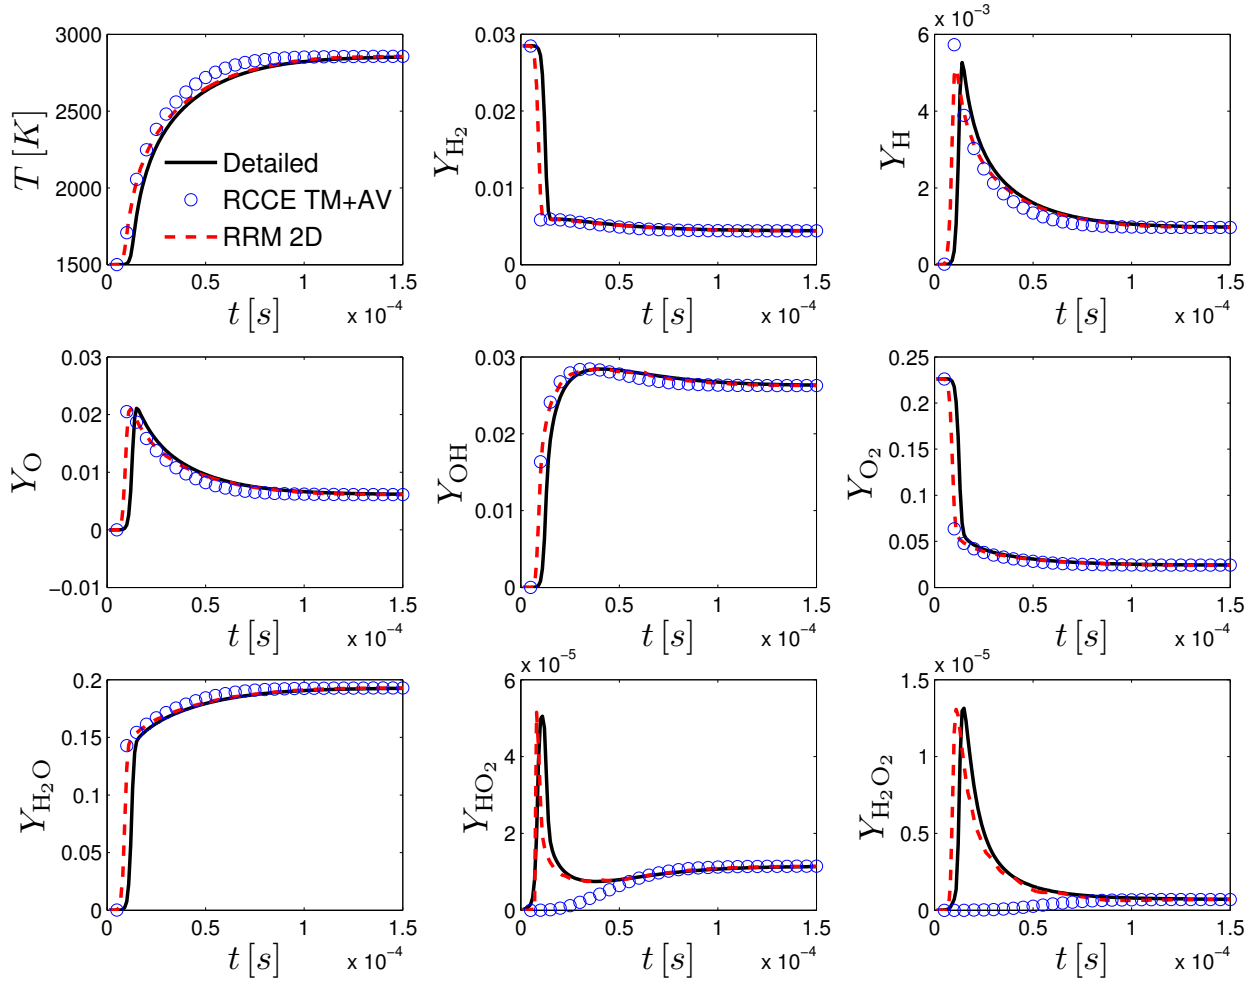 3000
2500
2000
1500
T [K]
Detailed
RCCE TM+AV
RRM 2D
0 0.5 1 1.5
t [s] x 10⁻⁴
0.03
0.02
0.01
0
Y_H₂
0 0.5 1 1.5
t [s] x 10⁻⁴
x 10⁻³
6
4
2
0
Y_H
0 0.5 1 1.5
t [s] x 10⁻⁴
0.03
0.02
0.01
0
−0.01
Y_O
0 0.5 1 1.5
t [s] x 10⁻⁴
0.03
0.02
0.01
0
Y_OH
0 0.5 1 1.5
t [s] x 10⁻⁴
0.25
0.2
0.15
0.1
0.05
0
Y_O₂
0 0.5 1 1.5
t [s] x 10⁻⁴
0.2
0.15
0.1
0.05
0
Y_H₂O
0 0.5 1 1.5
t [s] x 10⁻⁴
x 10⁻⁵
6
4
2
0
Y_HO₂
0 0.5 1 1.5
t [s] x 10⁻⁴
x 10⁻⁵
1.5
1
0.5
0
Y_H₂O₂
0 0.5 1 1.5
t [s] x 10⁻⁴